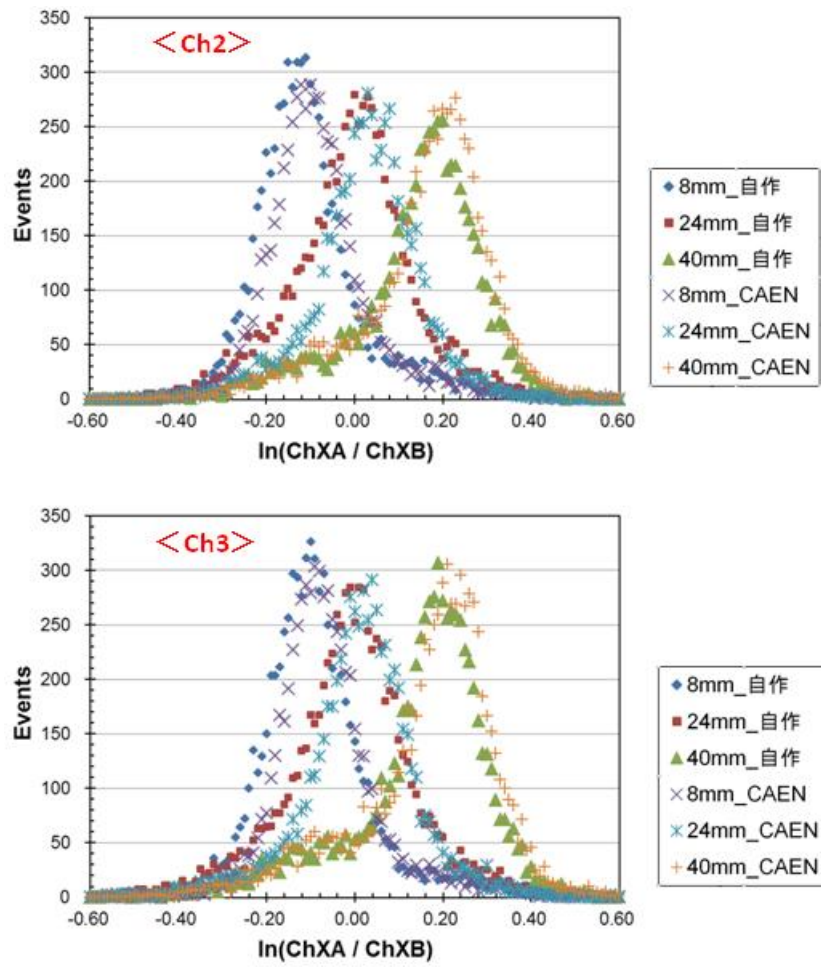 350
<Ch2>
300
250
200
150
100
50
0
Events
-0.60 -0.40 -0.20 0.00 0.20 0.40 0.60
ln(ChXA / ChXB)
8mm_自作
24mm_自作
40mm_自作
8mm_CAEN
24mm_CAEN
40mm_CAEN
350
<Ch3>
300
250
200
150
100
50
0
Events
-0.60 -0.40 -0.20 0.00 0.20 0.40 0.60
ln(ChXA / ChXB)
8mm_自作
24mm_自作
40mm_自作
8mm_CAEN
24mm_CAEN
40mm_CAEN